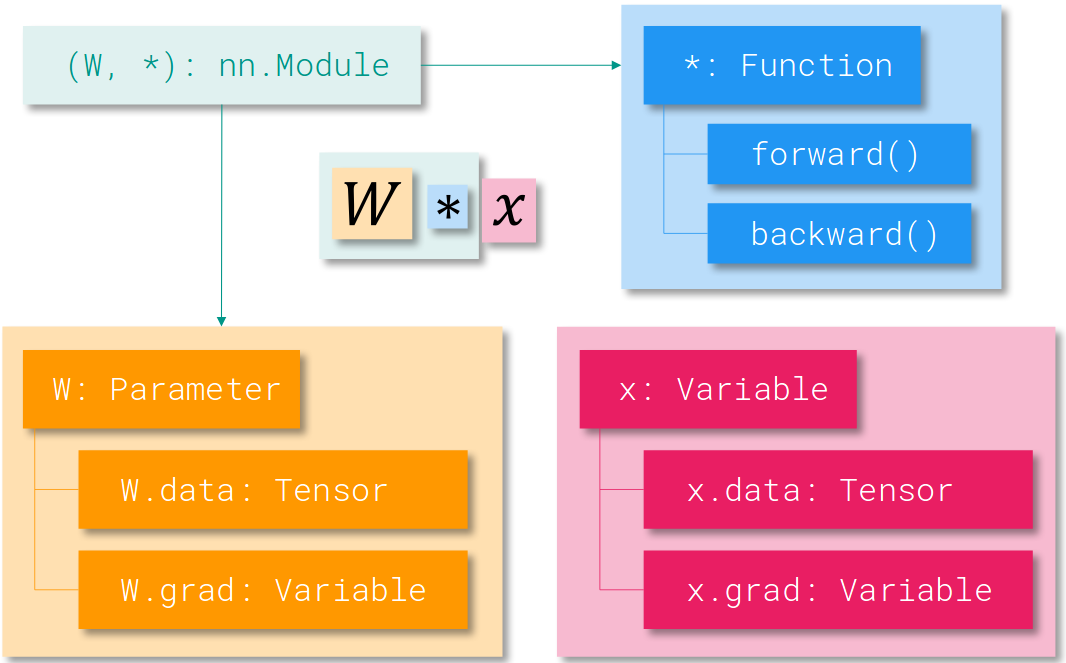 (W, *): nn.Module
*: Function
forward()
backward()
W * x
W: Parameter
W.data: Tensor
W.grad: Variable
x: Variable
x.data: Tensor
x.grad: Variable